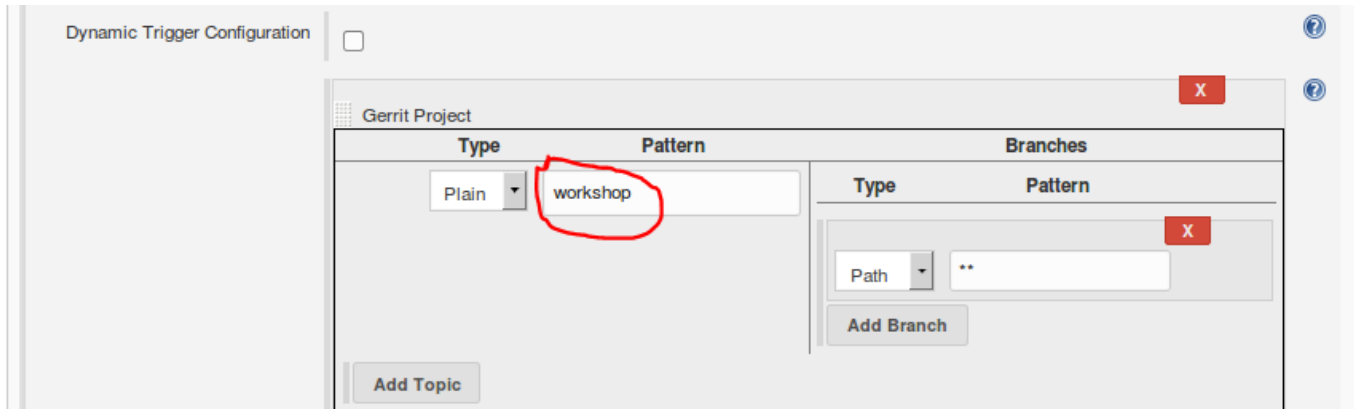 Dynamic Trigger Configuration
X
Gerrit Project
Type Pattern Branches
Plain workshop
Type Pattern
X
Path **
Add Branch
Add Topic